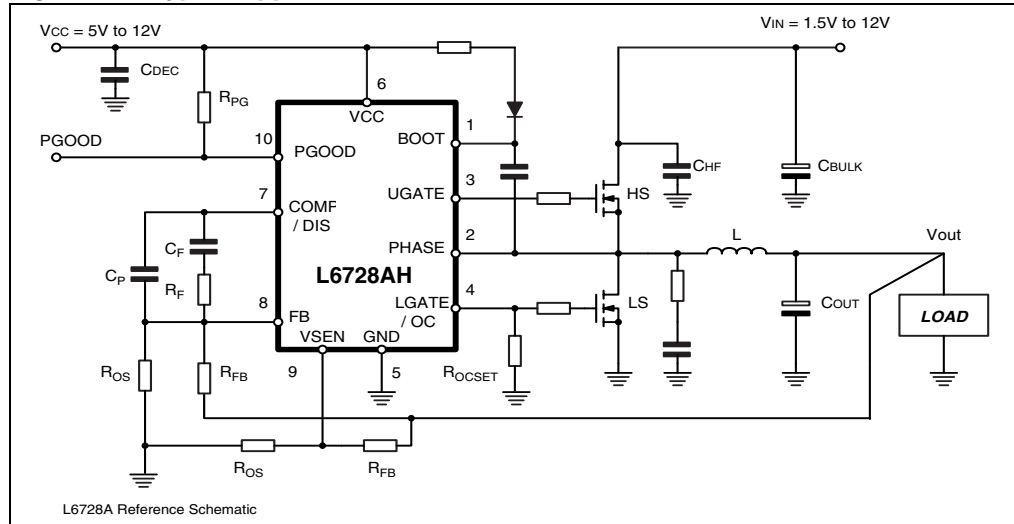 VCC = 5V to 12V
VIN = 1.5V to 12V
CDEC
6
RPG
VCC
1
BOOT
PGOOD
10
PGOOD
CHF
CBULK
3
UGATE
HS
7
COMP
/ DIS
2
PHASE
L
Vout
CF
L6728AH
CP
RF
4
LGATE
/ OC
LS
COUT
LOAD
8
FB
VSEN
GND
ROS
RFB
9
5
ROCSET
ROS
RFB
L6728A Reference Schematic